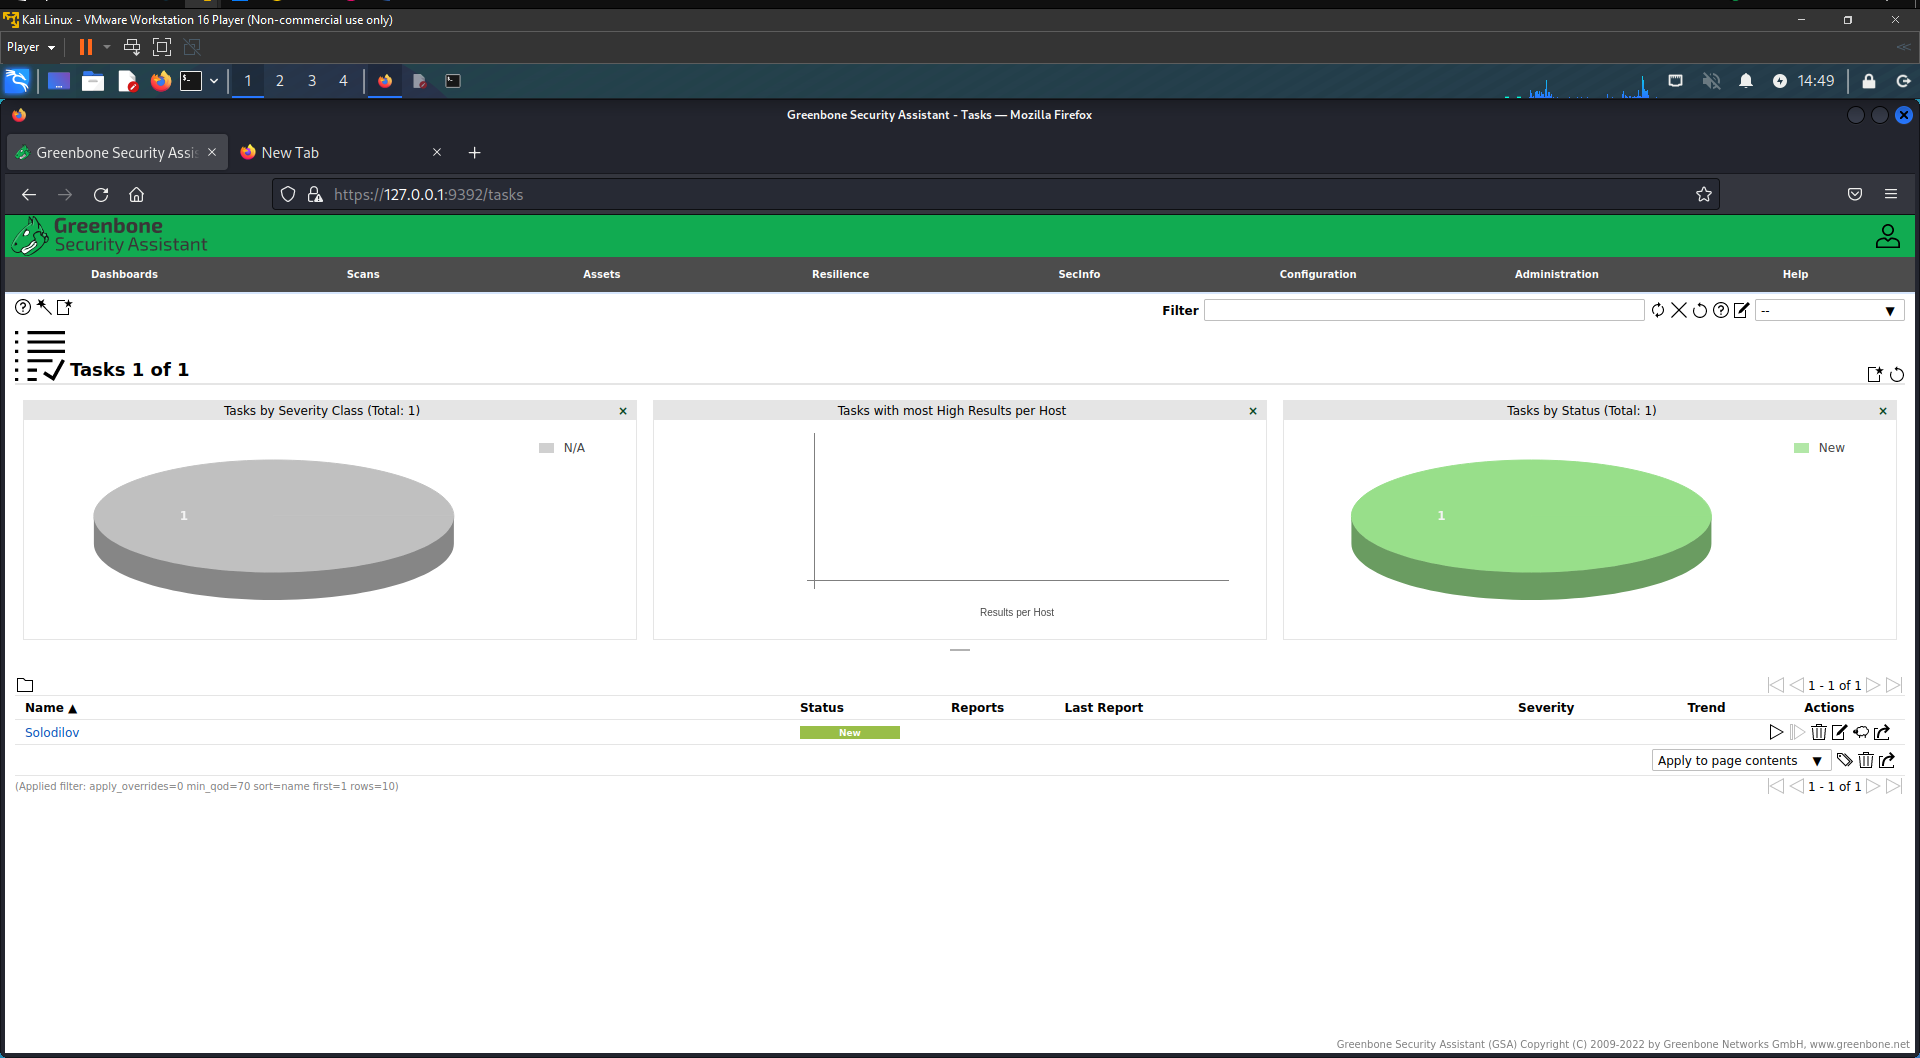 Kali Linux - VMware Workstation 16 Player (Non-commercial use only)
Player
1 2 3 4
14:49
Greenbone Security Assistant - Tasks — Mozilla Firefox
Greenbone Security Assi
New Tab
https://127.0.0.1:9392/tasks
Greenbone
Security Assistant
Dashboards Scans Assets Resilience SecInfo Configuration Administration Help
Filter
--
Tasks 1 of 1
Tasks by Severity Class (Total: 1)
N/A
1
Tasks with most High Results per Host
Results per Host
Tasks by Status (Total: 1)
New
1
1 - 1 of 1
Name ▲ Status Reports Last Report Severity Trend Actions
Solodilov New
Apply to page contents ▼
(Applied filter: apply_overrides=0 min_qod=70 sort=name first=1 rows=10)
1 - 1 of 1
Greenbone Security Assistant (GSA) Copyright (C) 2009-2022 by Greenbone Networks GmbH, www.greenbone.net